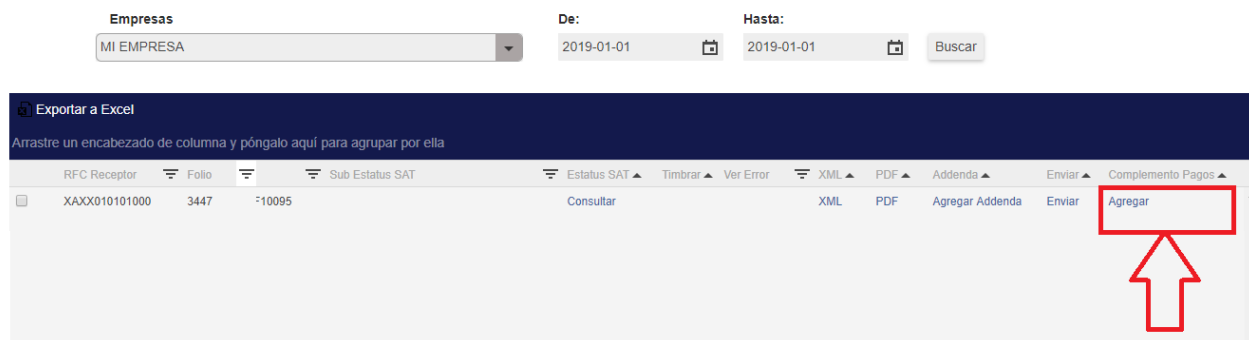 Empresas De: Hasta:
MI EMPRESA 2019-01-01 2019-01-01 Buscar
Exportar a Excel
Arrastre un encabezado de columna y póngalo aquí para agrupar por ella
RFC Receptor Folio Sub Estatus SAT Estatus SAT Timbrar Ver Error XML PDF Addenda Enviar Complemento Pagos
XAXX010101000 3447 F10095 Consultar XML PDF Agregar Addenda Enviar Agregar